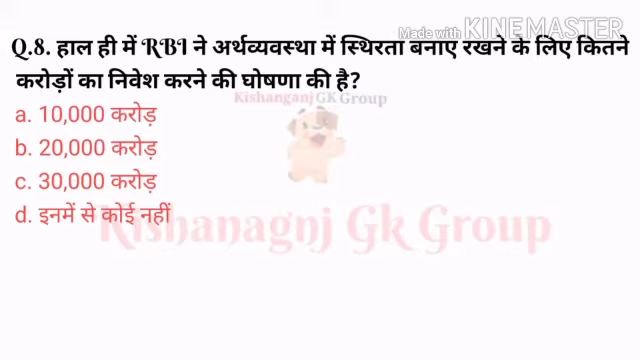 Made with KINEMASTER
Q.8. हाल ही में RBI ने अर्थव्यवस्था में स्थिरता बनाए रखने के लिए कितने
करोड़ों का निवेश करने की घोषणा की है?
Kishanganj GK Group
a. 10,000 करोड़
b. 20,000 करोड़
c. 30,000 करोड़
d. इनमें से कोई नहीं
Kishanagnj Gk Group